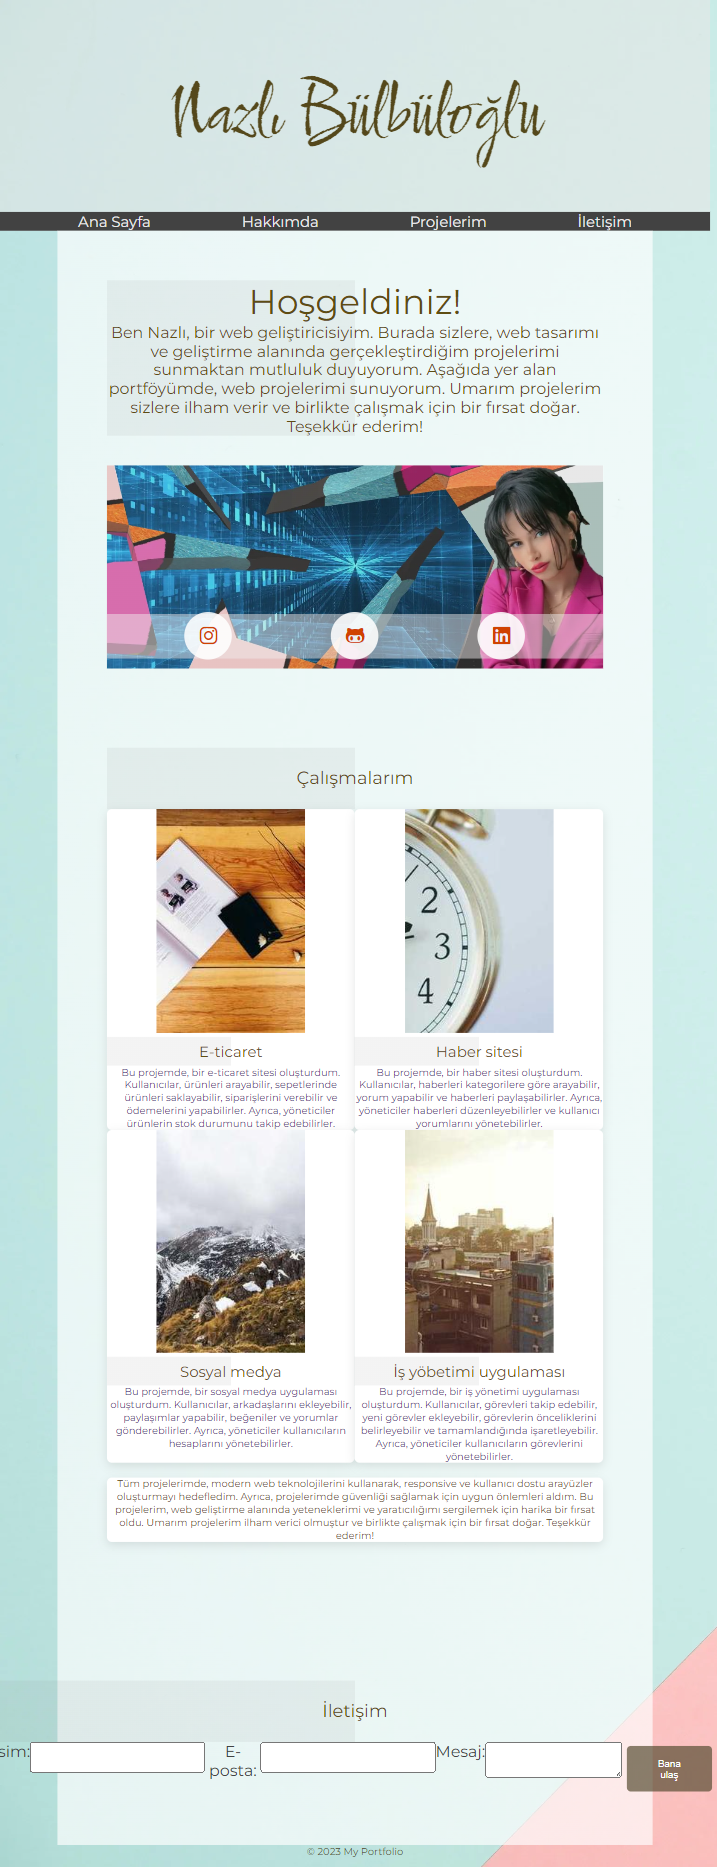 Nazlı Bülbüloğlu
Ana Sayfa
Hakkımda
Projelerim
İletişim
Hoşgeldiniz!
Ben Nazlı, bir web geliştiricisiyim. Burada sizlere, web tasarımı
ve geliştirme alanında gerçekleştirdiğim projelerimi
sunmaktan mutluluk duyuyorum. Aşağıda yer alan
portföyümde, web projelerimi sunuyorum. Umarım projelerim
sizlere ilham verir ve birlikte çalışmak için bir fırsat doğar.
Teşekkür ederim!
Çalışmalarım
2
3
4
E-ticaret
Bu projemde, bir e-ticaret sitesi oluşturdum.
Kullanıcılar, ürünleri arayabilir, sepetlerinde
ürünleri saklayabilir, siparişlerini verebilir ve
ödemelerini yapabilirler. Ayrıca, yöneticiler
ürünlerin stok durumunu takip edebilirler.
Haber sitesi
Bu projemde, bir haber sitesi oluşturdum.
Kullanıcılar, haberleri kategorilere göre arayabilir,
yorum yapabilir ve haberleri paylaşabilirler. Ayrıca,
yöneticiler haberleri düzenleyebilirler ve kullanıcı
yorumlarını yönetebilirler.
Sosyal medya
Bu projemde, bir sosyal medya uygulaması
oluşturdum. Kullanıcılar, arkadaşlarını ekleyebilir,
paylaşımlar yapabilir, beğeniler ve yorumlar
gönderebilirler. Ayrıca, yöneticiler kullanıcıların
hesaplarını yönetebilirler.
İş yöbetimi uygulaması
Bu projemde, bir iş yönetimi uygulaması
oluşturdum. Kullanıcılar, görevleri takip edebilir,
yeni görevler ekleyebilir, görevlerin önceliklerini
belirleyebilir ve tamamlandığında işaretleyebilir.
Ayrıca, yöneticiler kullanıcıların görevlerini
yönetebilirler.
Tüm projelerimde, modern web teknolojilerini kullanarak, responsive ve kullanıcı dostu arayüzler
oluşturmayı hedefledim. Ayrıca, projelerimde güvenliği sağlamak için uygun önlemleri aldım. Bu
projelerim, web geliştirme alanında yeteneklerimi ve yaratıcılığımı sergilemek için harika bir fırsat
oldu. Umarım projelerim ilham verici olmuştur ve birlikte çalışmak için bir fırsat doğar. Teşekkür
ederim!
İletişim
sim:
E-
posta:
Mesaj:
Bana
ulaş
© 2023 My Portfolio